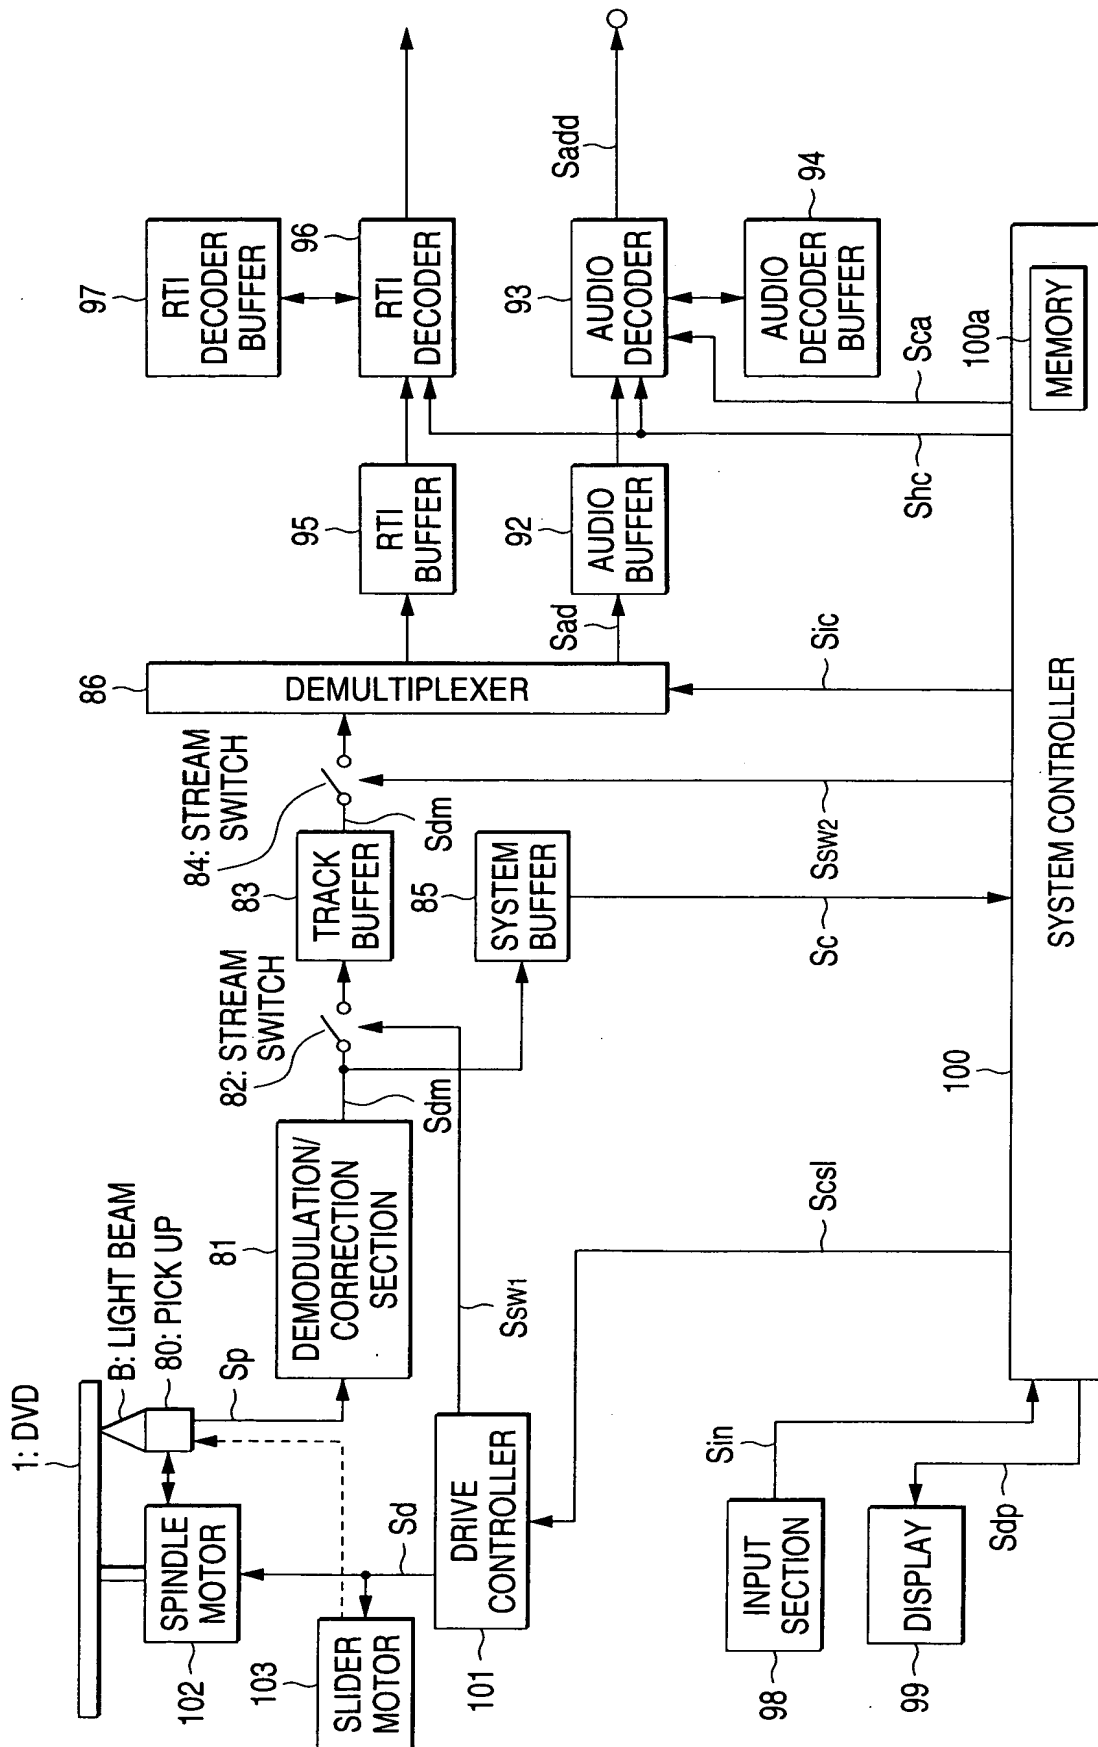 1: DVD
B: LIGHT BEAM
80: PICK UP
Sp
SPINDLE
MOTOR
102
SLIDER
MOTOR
103
Sd
DRIVE
CONTROLLER
101
81
DEMODULATION/
CORRECTION
SECTION
Sdm
Ssw1
82: STREAM
SWITCH
83
TRACK
BUFFER
84: STREAM
SWITCH
Sdm
85
SYSTEM
BUFFER
86
DEMULTIPLEXER
Sad
95
RTI
BUFFER
92
AUDIO
BUFFER
97
RTI
DECODER
BUFFER
96
RTI
DECODER
93
AUDIO
DECODER
Sadd
94
AUDIO
DECODER
BUFFER
Scsl
Sc
Ssw2
Sic
Shc
Sca
INPUT
SECTION
98
Sin
DISPLAY
99
Sdp
100
SYSTEM CONTROLLER
100a
MEMORY